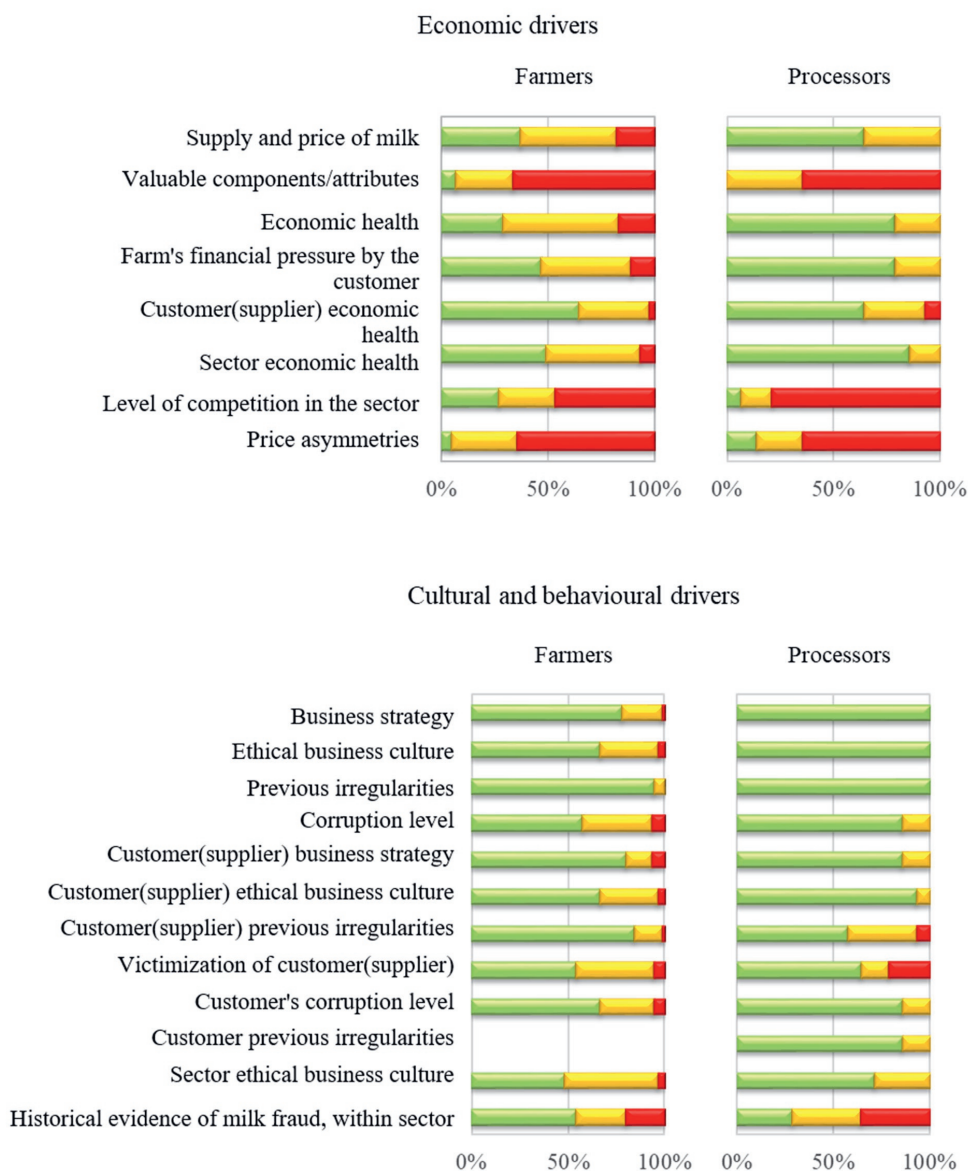 Economic drivers
Farmers
Processors
Supply and price of milk
Valuable components/attributes
Economic health
Farm's financial pressure by the
customer
Customer(supplier) economic
health
Sector economic health
Level of competition in the sector
Price asymmetries
0% 50% 100% 0% 50% 100%
Cultural and behavioural drivers
Farmers
Processors
Business strategy
Ethical business culture
Previous irregularities
Corruption level
Customer(supplier) business strategy
Customer(supplier) ethical business culture
Customer(supplier) previous irregularities
Victimization of customer(supplier)
Customer's corruption level
Customer previous irregularities
Sector ethical business culture
Historical evidence of milk fraud, within sector
0% 50% 100% 0% 50% 100%